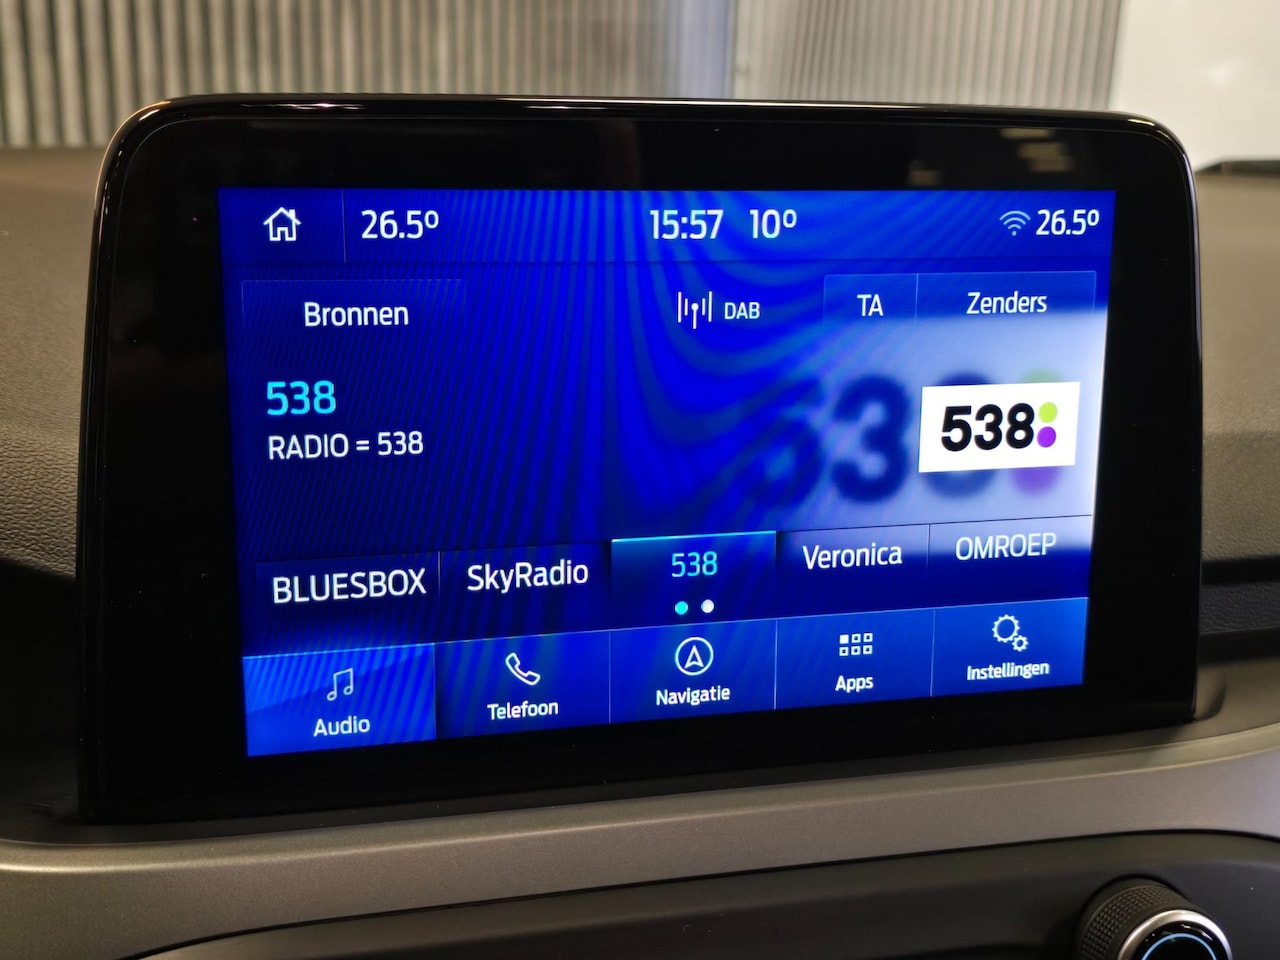 26.5º 15:57 10º 26.5º
Bronnen DAB TA Zenders
538
RADIO = 538
538
538
BLUESBOX SkyRadio 538 Veronica OMROEP
Audio Telefoon Navigatie Apps Instellingen